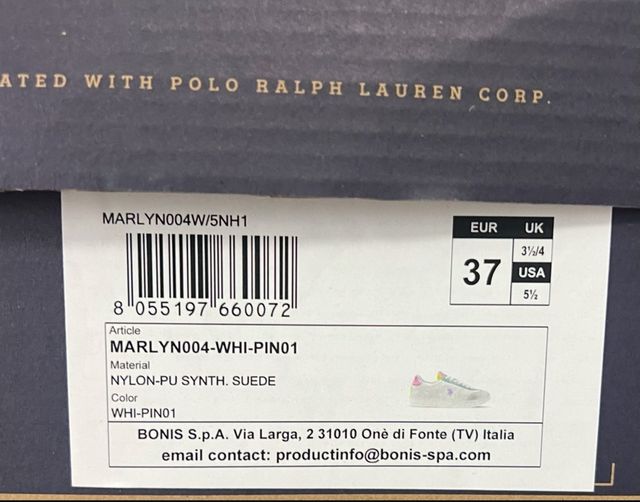 ATED WITH POLO RALPH LAUREN CORP.
MARLYN004W/5NH1
8 055197 660072
EUR UK
37 3½/4
USA
5½
Article
MARLYN004-WHI-PIN01
Material
NYLON-PU SYNTH. SUEDE
Color
WHI-PIN01
BONIS S.p.A. Via Larga, 2 31010 Onè di Fonte (TV) Italia
email contact: productinfo@bonis-spa.com